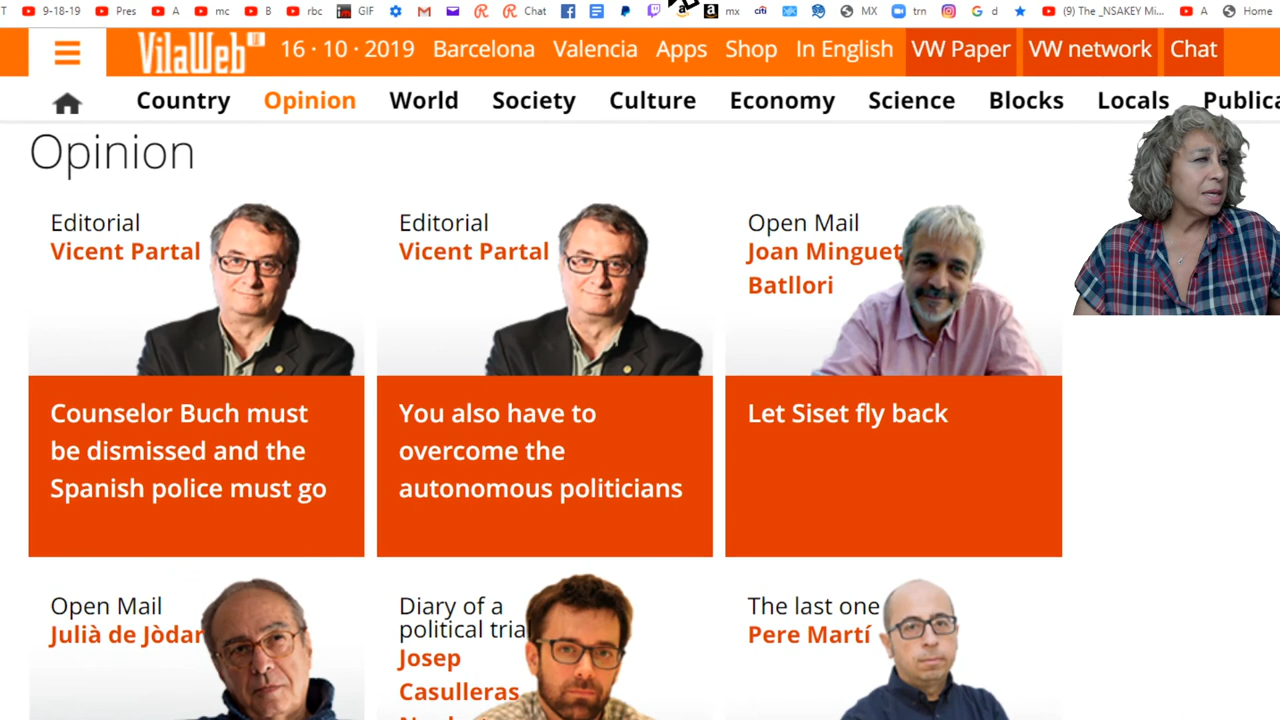 T 9-18-19 Pres A mc B rbc GIF Chat mx citi MX trn G d (9) The _NSAKEY Mi... A Home
VilaWeb 16 · 10 · 2019 Barcelona Valencia Apps Shop In English VW Paper VW network Chat
Country Opinion World Society Culture Economy Science Blocks Locals Publica
Opinion
Editorial
Vicent Partal
Counselor Buch must
be dismissed and the
Spanish police must go
Editorial
Vicent Partal
You also have to
overcome the
autonomous politicians
Open Mail
Joan Minguet
Batllori
Let Siset fly back
Open Mail
Julià de Jòdar
Diary of a
political trial
Josep
Casulleras
The last one
Pere Martí